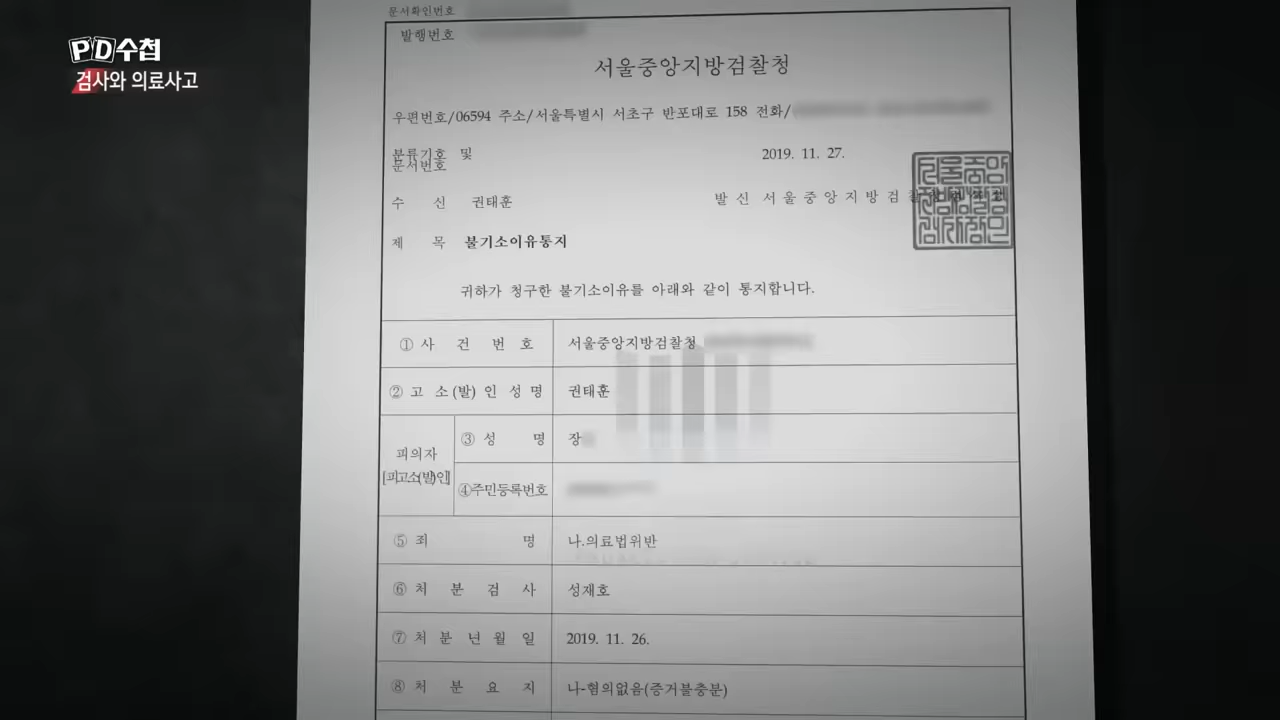 PD수첩
검사와 의료사고
문서확인번호
발행번호
서울중앙지방검찰청
우편번호/06594 주소/서울특별시 서초구 반포대로 158 전화/
분류기호 및
문서번호
2019. 11. 27.
수 신 권태훈
발 신 서 울 중 앙 지 방 검 찰
제 목 불기소이유통지
귀하가 청구한 불기소이유를 아래와 같이 통지합니다.
① 사 건 번 호 서울중앙지방검찰청
② 고 소(발) 인 성 명 권태훈
피의자
[피고소(발)인]
③ 성 명 장
④주민등록번호
⑤ 죄 명 나.의료법위반
⑥ 처 분 검 사 성재호
⑦ 처 분 년 월 일 2019. 11. 26.
⑧ 처 분 요 지 나-혐의없음(증거불충분)